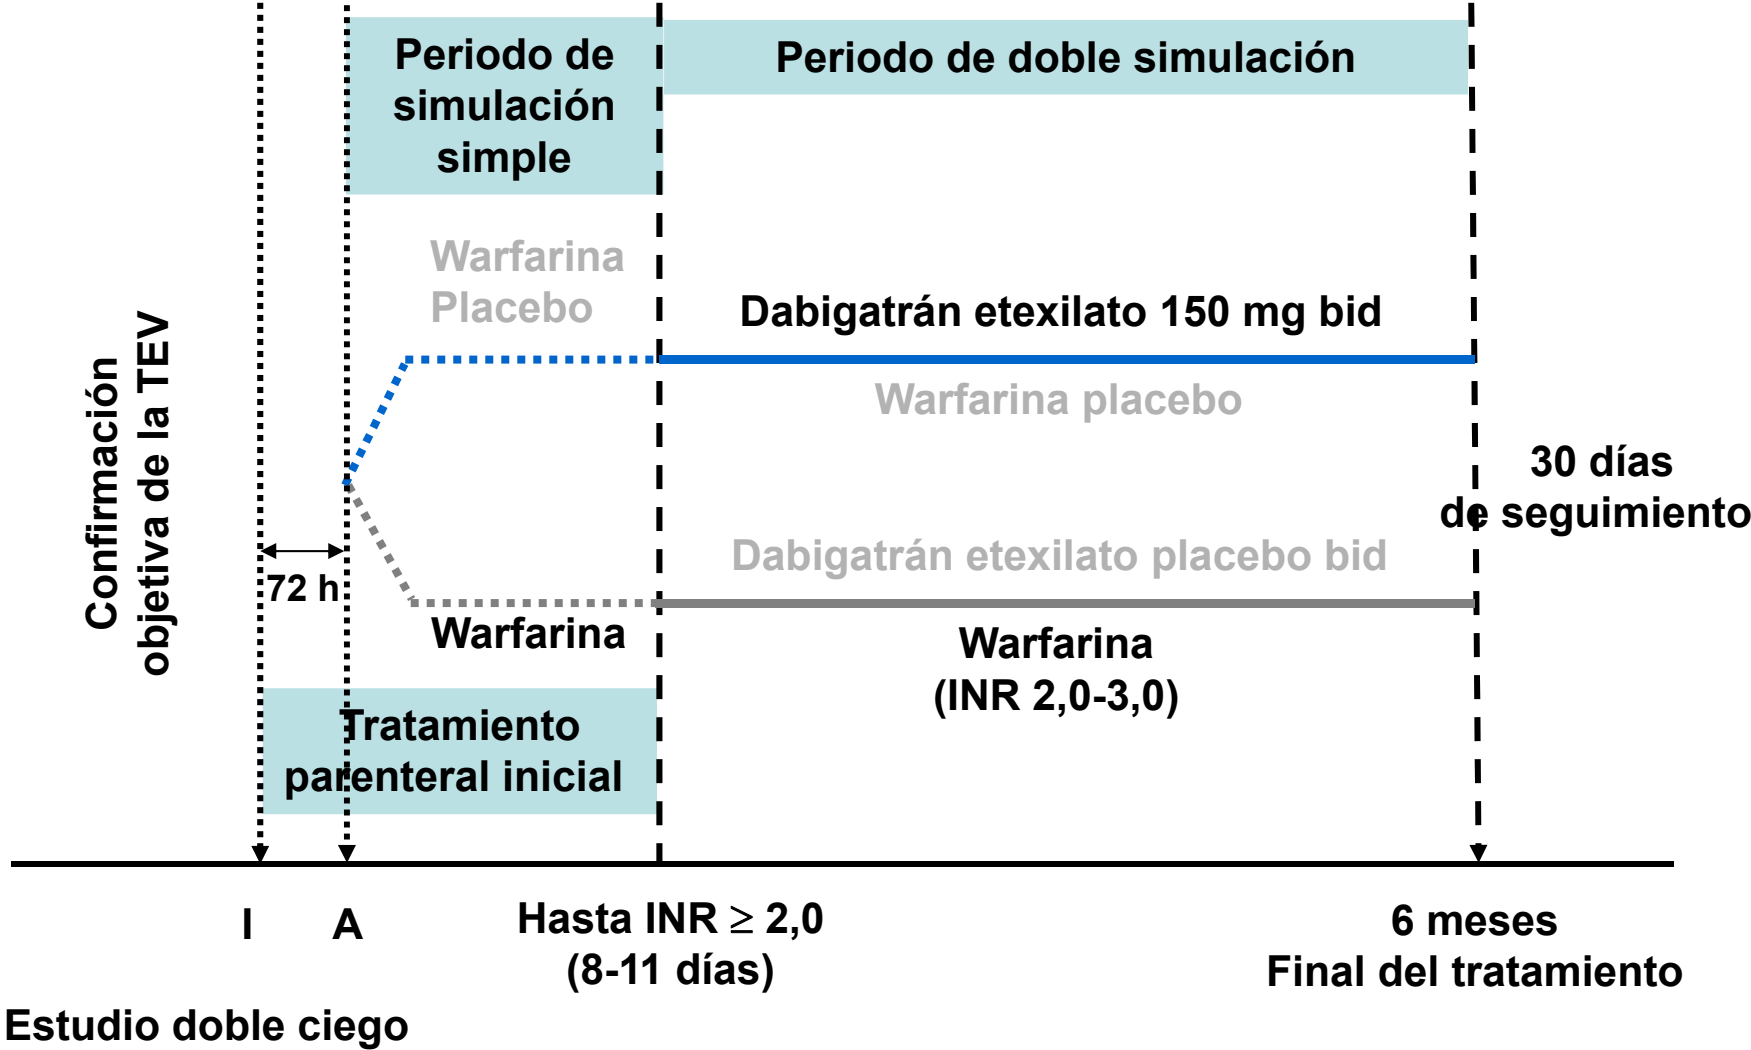 Periodo de
simulación
simple
Periodo de doble simulación
Warfarina
Placebo
Dabigatrán etexilato 150 mg bid
Warfarina placebo
Confirmación
objetiva de la TEV
30 días
de seguimiento
72 h
Dabigatrán etexilato placebo bid
Warfarina
Warfarina
(INR 2,0-3,0)
Tratamiento
parenteral inicial
I
A
Hasta INR ≥ 2,0
(8-11 días)
6 meses
Final del tratamiento
Estudio doble ciego